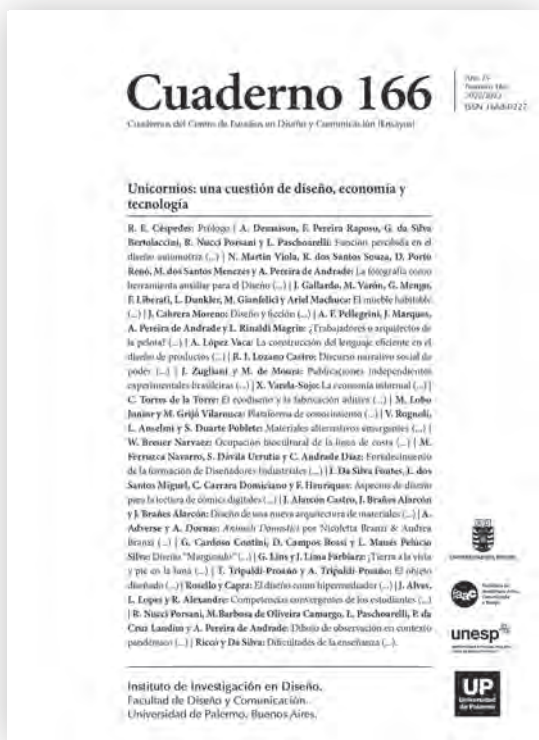 Cuaderno 166
Año 25
Número 166
2022/2023
ISSN 1668-0227
Cuadernos del Centro de Estudios en Diseño y Comunicación [Ensayos]
Unicornios: una cuestión de diseño, economía y
tecnología
R. E. Céspedes: Prólogo | A. Dennison, F. Pereira Raposo, G. da Silva
Bertolaccini, R. Nucci Porsani y L. Paschoarelli: Función percibida en el
diseño automotriz (...) | N. Martin Viola, K. dos Santos Souza, D. Porto
Renó, M. dos Santos Menezes y A. Pereira de Andrade: La fotografía como
herramienta auxiliar para el Diseño (...) | J. Gallardo, M. Varón, G. Mengo,
F. Liberati, L. Dunkler, M. Gianfelici y Ariel Machuca: El mueble habitable
(...) | J. Cabrera Moreno: Diseño y ficción (...) | A. F. Pellegrini, J. Marques,
A. Pereira de Andrade y L. Rinaldi Magrin: ¿Trabajadores o arquitectos de
la pelota? (...) | A. López Vaca: La construcción del lenguaje eficiente en el
diseño de productos (...) | R. J. Lozano Castro: Discurso narrativo social de
poder (...) | J. Zugliani y M. de Moura: Publicaciones independientes
experimentales brasileiras (...) | X. Varela-Sojo: La economía informal (...) |
C. Torres de la Torre: El ecodiseño y la fabricación aditiva (...) | M. Lobo
Junior y M. Grijó Vilarouca: Plataforma de conocimiento (...) | V. Rognoli,
L. Anselmi y S. Duarte Poblete: Materiales alternativos emergentes (...) |
W. Bresser Narvaez: Ocupación biocultural de la línea de costa (...) | M.
Ferruzca Navarro, S. Dávila Urrutia y C. Andrade Díaz: Fortalecimiento
de la formación de Diseñadores Industriales (...) | J. Da Silva Fontes, L. dos
Santos Miguel, C. Carrara Domiciano y F. Henriques: Aspectos de diseño
para la lectura de cómics digitales (...) | J. Alarcón Castro, J. Brañes Alarcón
y J. Brañes Alarcón: Diseño de una nueva arquitectura de materiales (...) | A.
Adverse y A. Dornas: Animali Domestici por Nicoletta Branzi & Andrea
Branzi (...) | G. Cardoso Contini, D. Campos Rossi y L. Manés Pelúcio
Silva: Diseño "Marginado" (...) | G. Lins y J. Lima Farbiarz: ¡Tierra a la vista
y pie en la luna (...) | T. Tripaldi-Proaño y A. Tripaldi-Proaño: El objeto
diseñado (...) | Rosello y Capra: El diseño como hipermediador (...) | J. Alves,
L. Lopes y R. Alexandre: Competencias convergentes de los estudiantes (...)
| R. Nucci Porsani, M.Barbosa de Oliveira Camargo, L. Paschoarelli, P. da
Cruz Landim y A. Pereira de Andrade: Dibujo de observación en contexto
pandémico (...) | Rico y Da Silva: Dificultades de la enseñanza (...).
faac
unesp
UP
Universidad
de Palermo
Instituto de Investigación en Diseño.
Facultad de Diseño y Comunicación.
Universidad de Palermo. Buenos Aires.